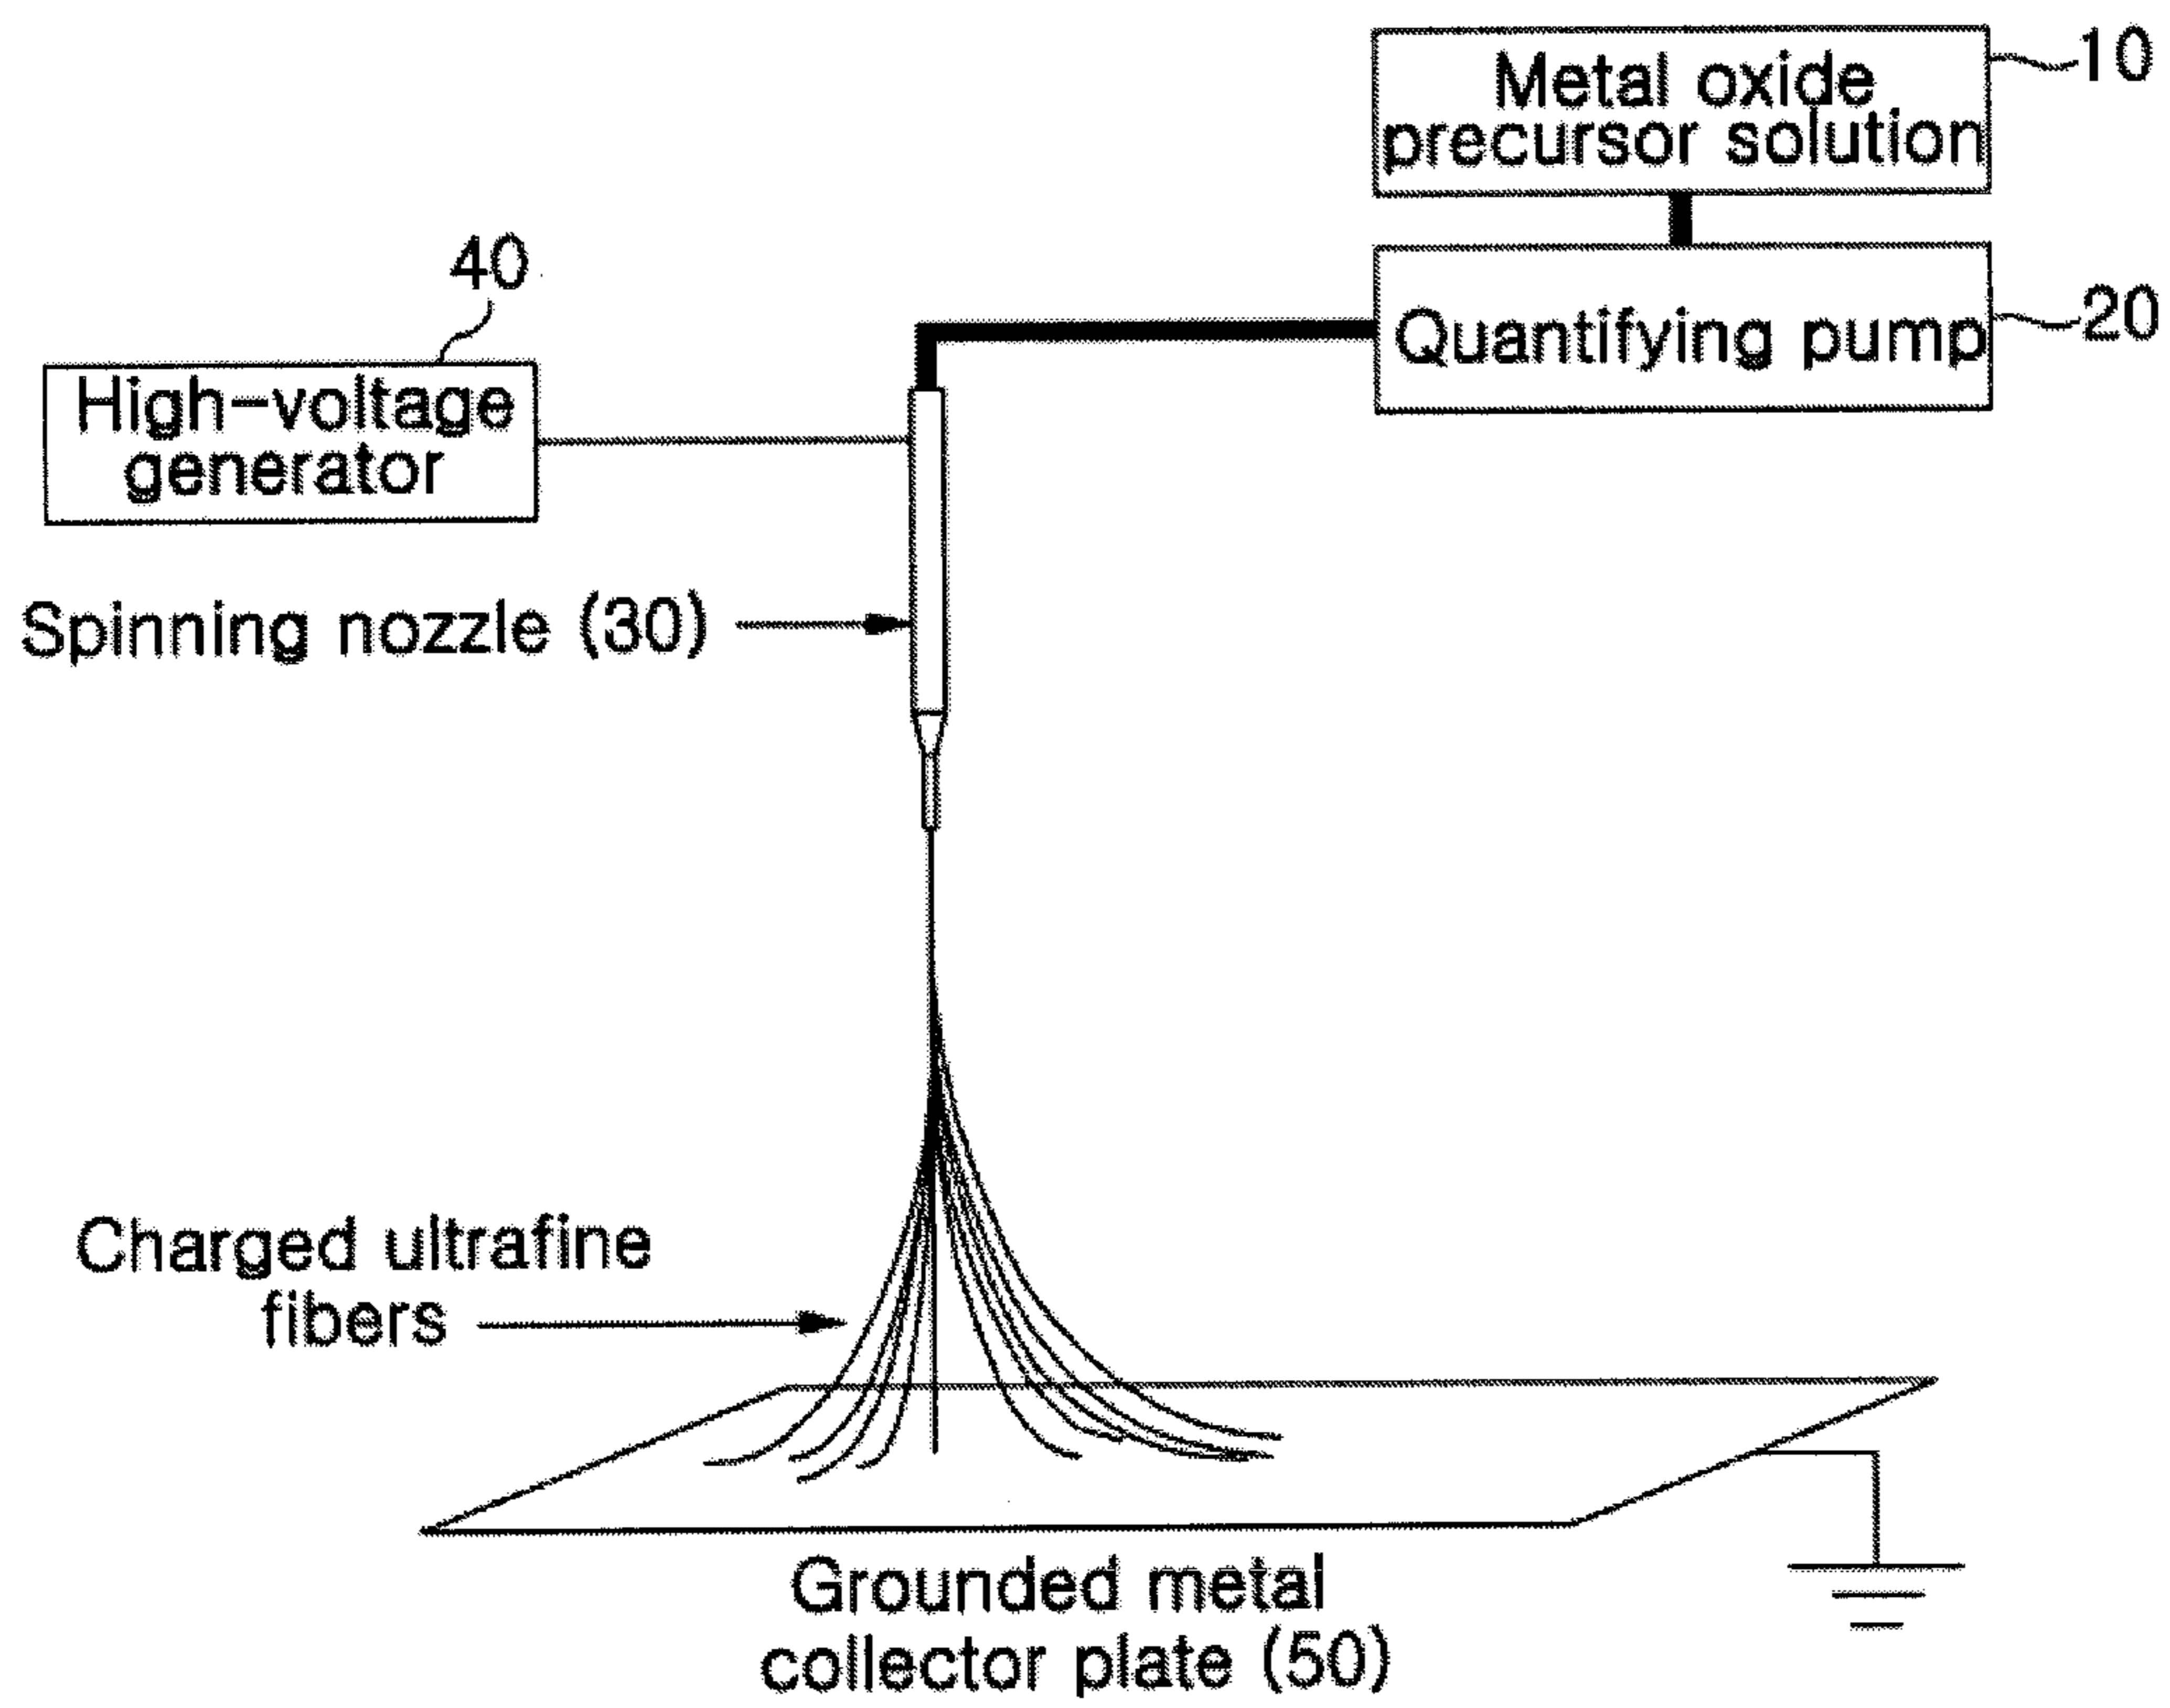 Metal oxide
precursor solution
10
Quantifying pump
20
40
High-voltage
generator
Spinning nozzle (30)
Charged ultrafine
fibers
Grounded metal
collector plate (50)